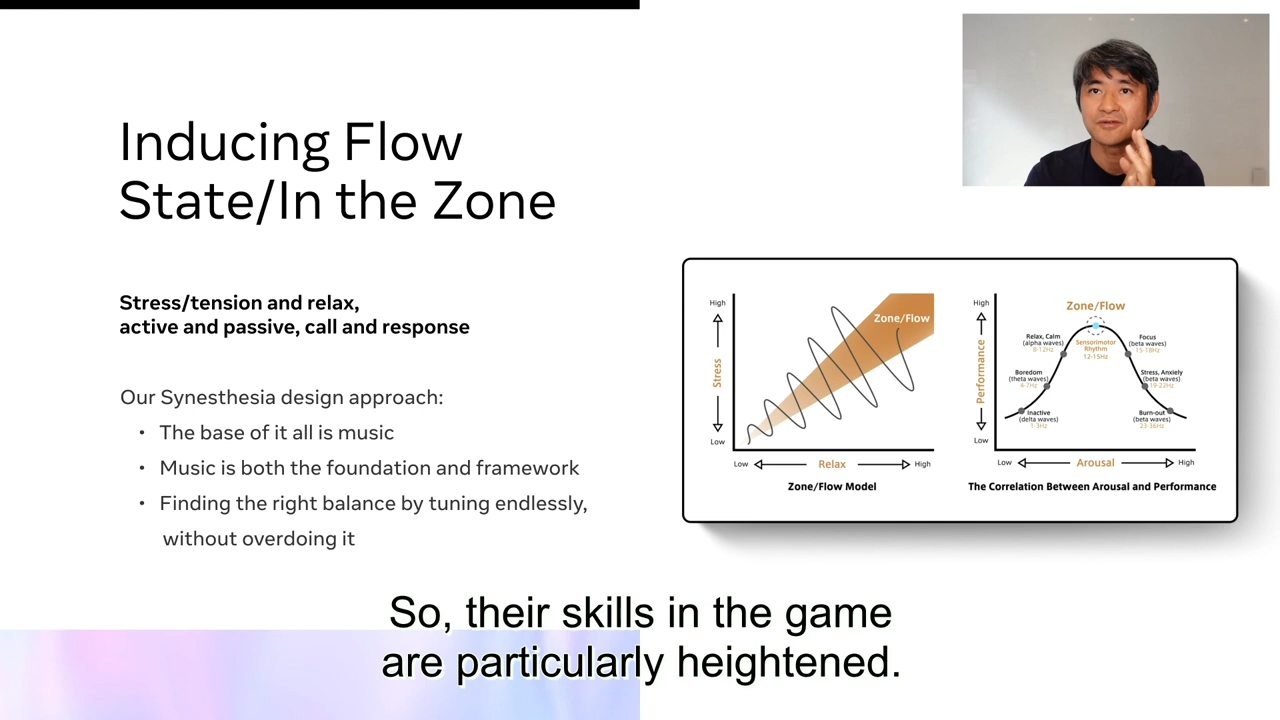 Inducing Flow
State/In the Zone
Stress/tension and relax,
active and passive, call and response
Our Synesthesia design approach:
• The base of it all is music
• Music is both the foundation and framework
• Finding the right balance by tuning endlessly,
without overdoing it
High
Stress
Low
Zone/Flow
Low
Relax
High
Zone/Flow Model
High
Performance
Low
Zone/Flow
Relax, Calm
(alpha waves)
8-12Hz
Sensorimotor
Rhythm
12-15Hz
Focus
(beta waves)
15-18Hz
Boredom
(theta waves)
4-7Hz
Stress, Anxiely
(beta waves)
19-22Hz
Inactive
(delta waves)
1-3Hz
Burn-out
(beta waves)
23-36Hz
Low
Arousal
High
The Correlation Between Arousal and Performance
So, their skills in the game
are particularly heightened.